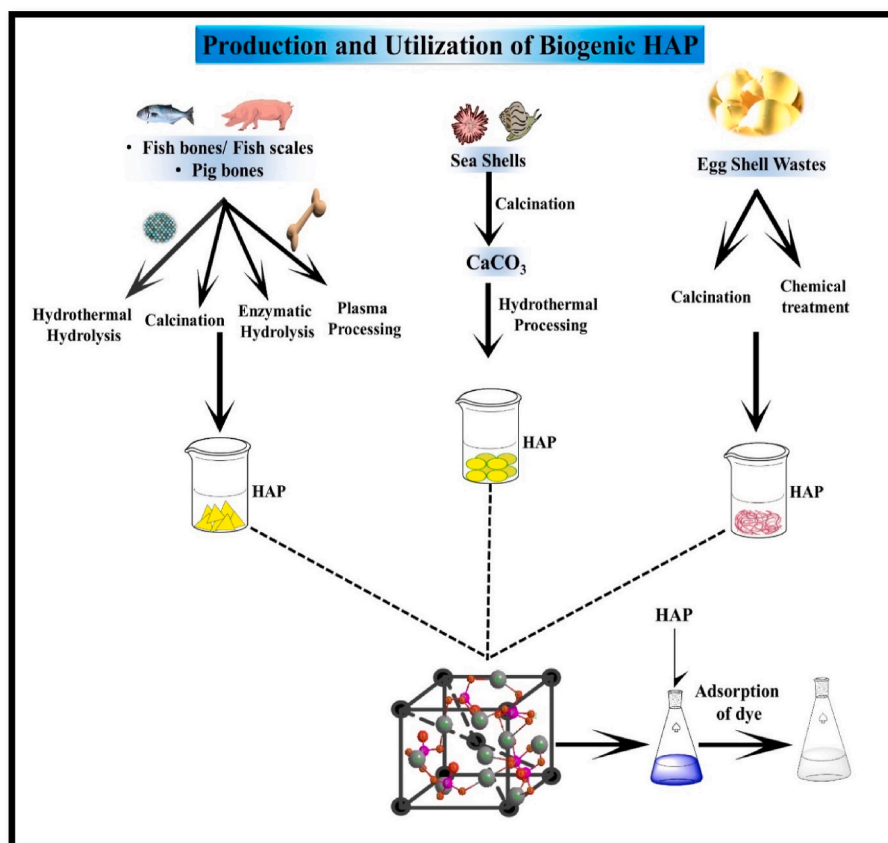 Production and Utilization of Biogenic HAP
• Fish bones/ Fish scales
• Pig bones
Hydrothermal
Hydrolysis
Calcination
Enzymatic
Hydrolysis
Plasma
Processing
HAP
Sea Shells
Calcination
CaCO₃
Hydrothermal
Processing
HAP
Egg Shell Wastes
Calcination
Chemical
treatment
HAP
HAP
Adsorption
of dye